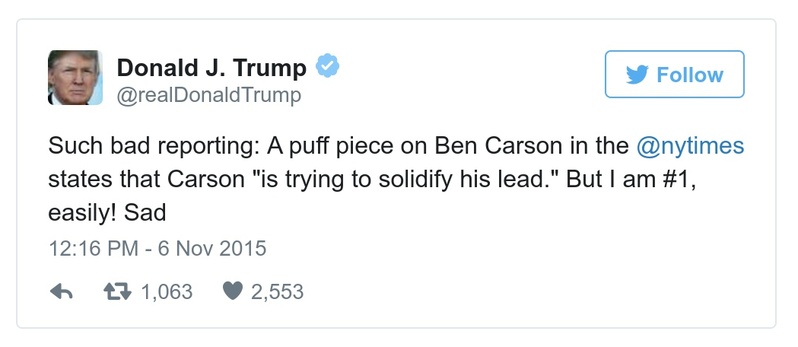 Donald J. Trump
@realDonaldTrump
Follow
Such bad reporting: A puff piece on Ben Carson in the @nytimes
states that Carson "is trying to solidify his lead." But I am #1,
easily! Sad
12:16 PM - 6 Nov 2015
1,063 2,553